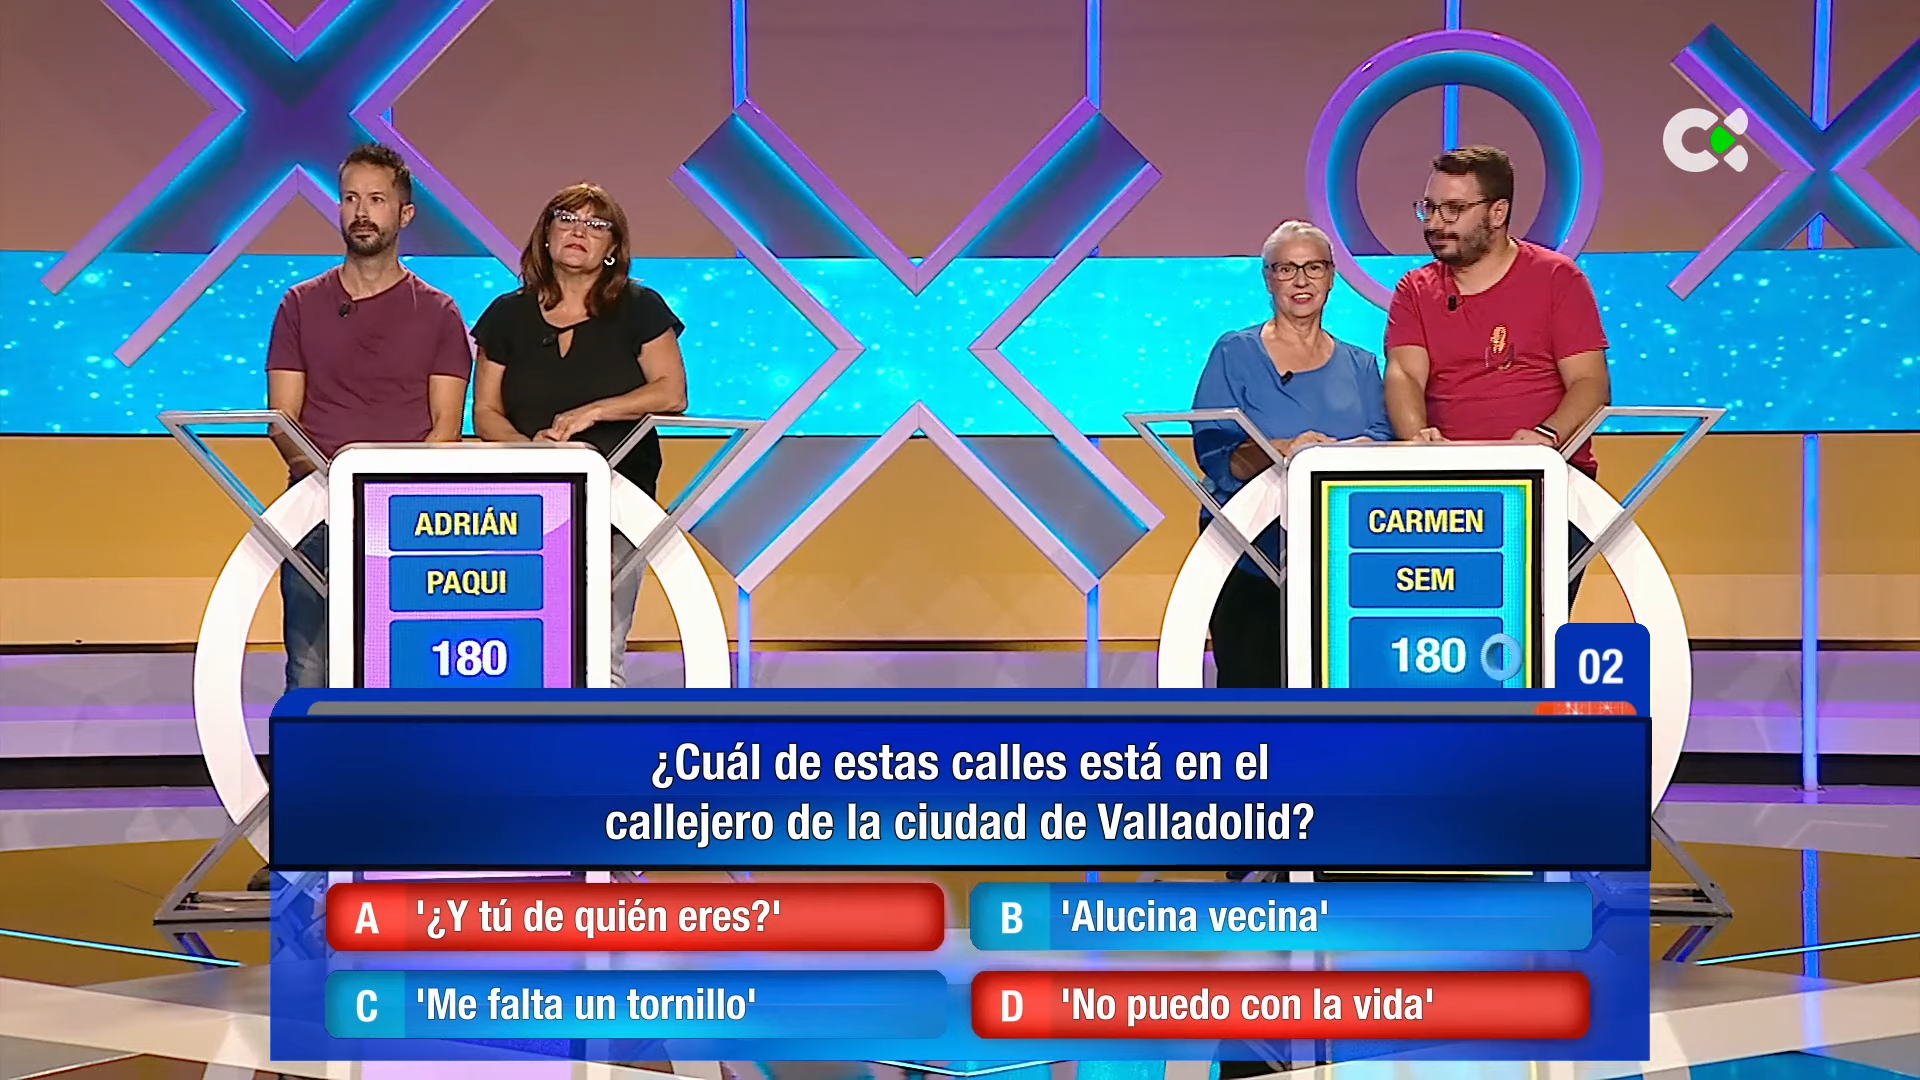 ADRIÁN
PAQUI
180
CARMEN
SEM
180
02
¿Cuál de estas calles está en el
callejero de la ciudad de Valladolid?
A '¿Y tú de quién eres?'
B 'Alucina vecina'
C 'Me falta un tornillo'
D 'No puedo con la vida'